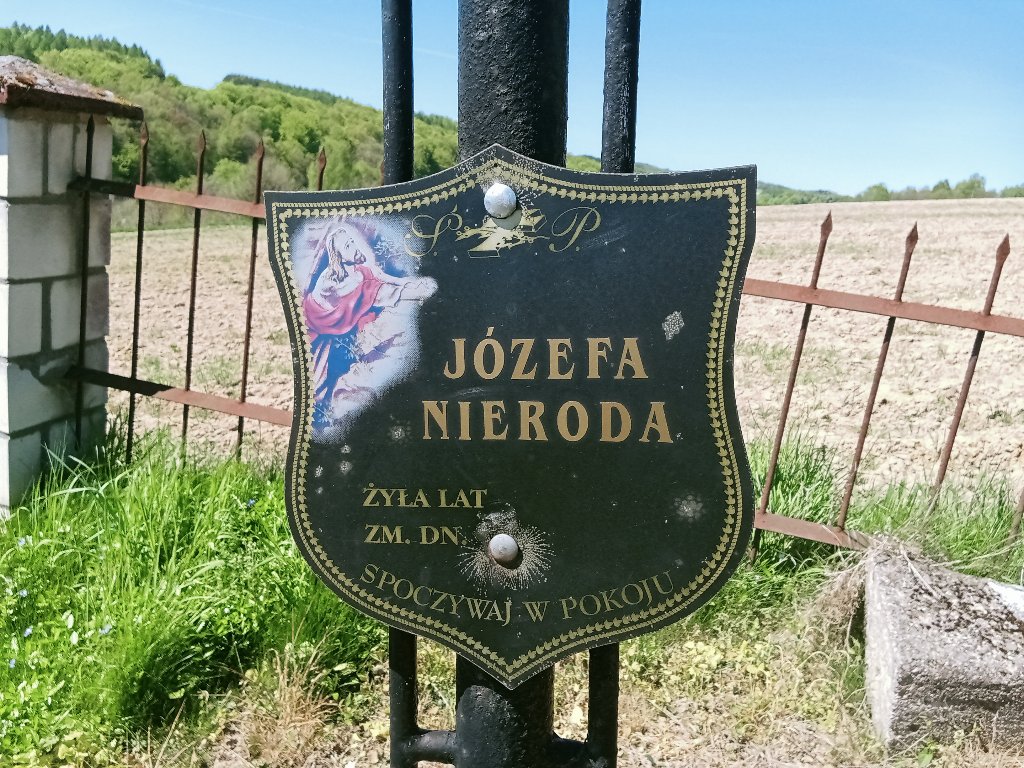 Ś. P.
JÓZEFA
NIERODA
ŻYŁA LAT
ZM. DN.
SPOCZYWAJ W POKOJU